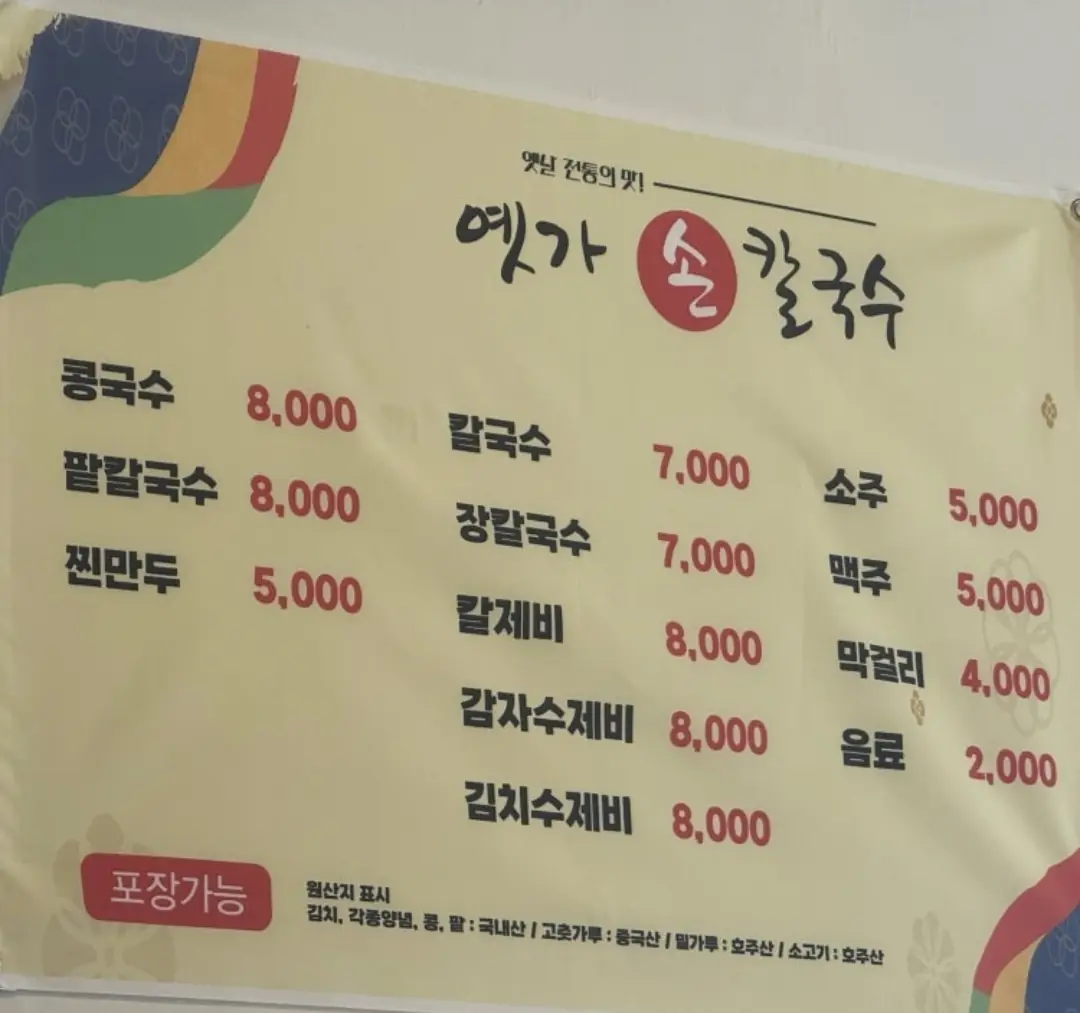 옛날 전통의 맛!
옛가 손 칼국수
콩국수 8,000
팥칼국수 8,000
찐만두 5,000
칼국수 7,000
장칼국수 7,000
칼제비 8,000
감자수제비 8,000
김치수제비 8,000
소주 5,000
맥주 5,000
막걸리 4,000
음료 2,000
포장가능
원산지 표시
김치, 각종양념, 콩, 팥 : 국내산 / 고춧가루 : 중국산 / 밀가루 : 호주산 / 소고기 : 호주산